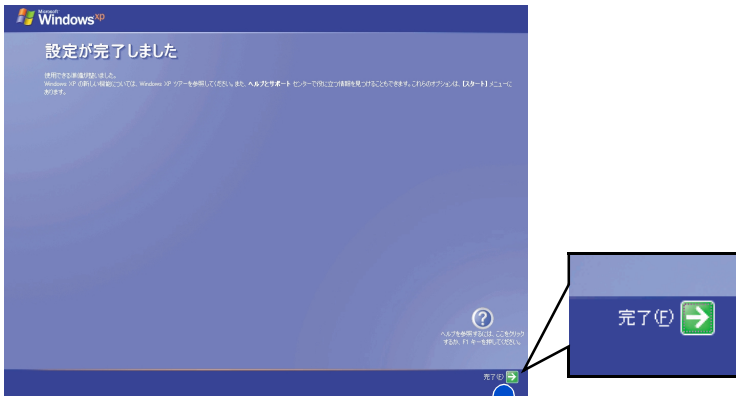 Microsoft
Windows xp
設定が完了しました
使用できる準備が整いました。
Windows XP の新しい機能については、Windows XP ツアーを参照してください。また、ヘルプとサポート センターで役に立つ情報を見つけることもできます。これらのオプションは、[スタート] メニューに
あります。
ヘルプを参照するには、ここをクリック
するか、F1 キーを押してください。
完了(F)
完了(F)